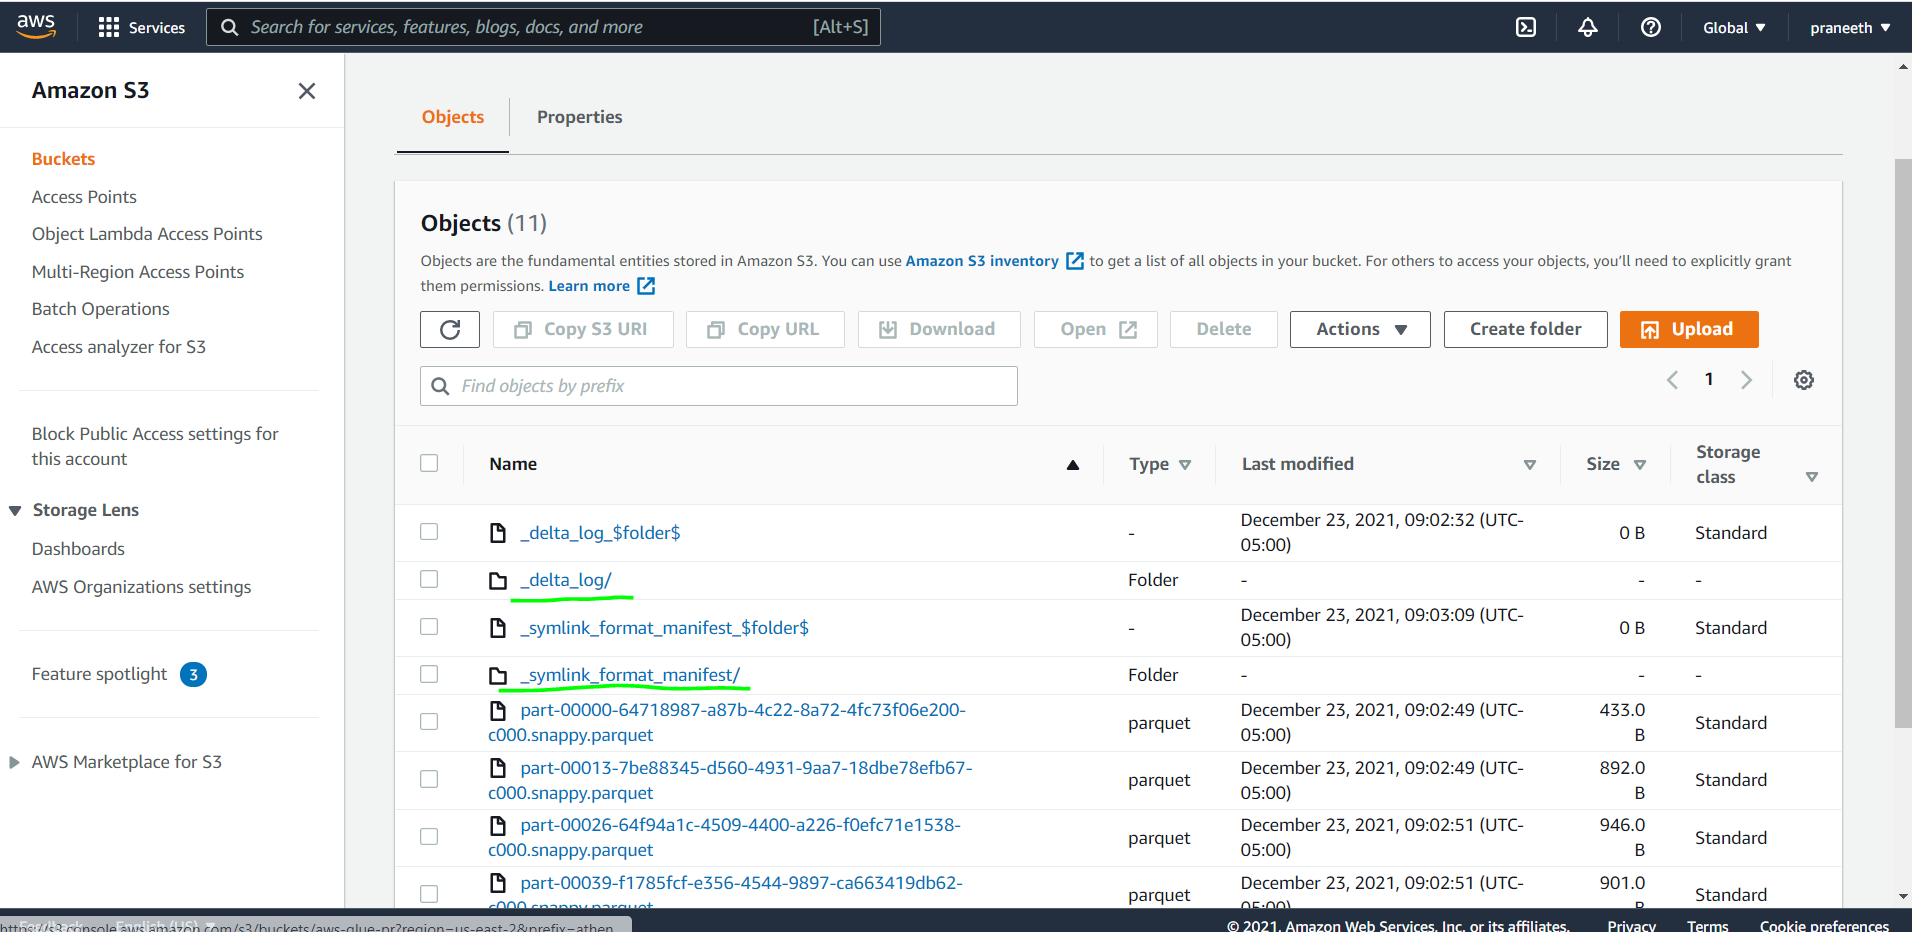 aws
Services
Search for services, features, blogs, docs, and more
[Alt+S]
Global
praneeth
Amazon S3
Buckets
Access Points
Object Lambda Access Points
Multi-Region Access Points
Batch Operations
Access analyzer for S3
Block Public Access settings for
this account
Storage Lens
Dashboards
AWS Organizations settings
Feature spotlight 3
AWS Marketplace for S3
Objects
Properties
Objects (11)
Objects are the fundamental entities stored in Amazon S3. You can use Amazon S3 inventory to get a list of all objects in your bucket. For others to access your objects, you'll need to explicitly grant
them permissions. Learn more
Copy S3 URI
Copy URL
Download
Open
Delete
Actions
Create folder
Upload
Find objects by prefix
1
Name
Type
Last modified
Size
Storage
class
_delta_log_$folder$
-
December 23, 2021, 09:02:32 (UTC-
05:00)
0 B
Standard
_delta_log/
Folder
-
-
-
_symlink_format_manifest_$folder$
-
December 23, 2021, 09:03:09 (UTC-
05:00)
0 B
Standard
_symlink_format_manifest/
Folder
-
-
-
part-00000-64718987-a87b-4c22-8a72-4fc73f06e200-
c000.snappy.parquet
parquet
December 23, 2021, 09:02:49 (UTC-
05:00)
433.0
B
Standard
part-00013-7be88345-d560-4931-9aa7-18dbe78efb67-
c000.snappy.parquet
parquet
December 23, 2021, 09:02:49 (UTC-
05:00)
892.0
B
Standard
part-00026-64f94a1c-4509-4400-a226-f0efc71e1538-
c000.snappy.parquet
parquet
December 23, 2021, 09:02:51 (UTC-
05:00)
946.0
B
Standard
part-00039-f1785fcf-e356-4544-9897-ca663419db62-
c000.snappy.parquet
parquet
December 23, 2021, 09:02:51 (UTC-
05:00)
901.0
B
Standard
https://s3.console.aws.amazon.com/s3/buckets/aws-glue-pr?region=us-east-2&prefix=athen
© 2021, Amazon Web Services, Inc. or its affiliates.
Privacy
Terms
Cookie preferences